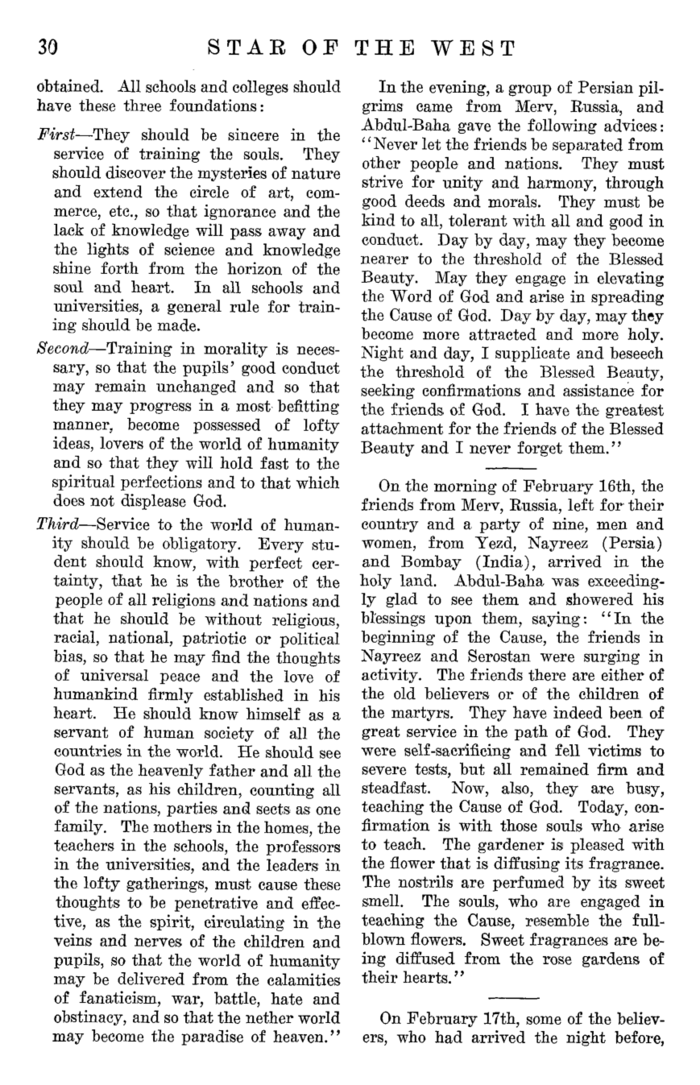 30
STAR OF THE WEST
obtained. All schools and colleges should
have these three foundations:
First—They should be sincere in the
service of training the souls. They
should discover the mysteries of nature
and extend the circle of art, com-
merce, etc., so that ignorance and the
lack of knowledge will pass away and
the lights of science and knowledge
shine forth from the horizon of the
soul and heart. In all schools and
universities, a general rule for train-
ing should be made.
Second—Training in morality is neces-
sary, so that the pupils' good conduct
may remain unchanged and so that
they may progress in a most befitting
manner, become possessed of lofty
ideas, lovers of the world of humanity
and so that they will hold fast to the
spiritual perfections and to that which
does not displease God.
Third—Service to the world of human-
ity should be obligatory. Every stu-
dent should know, with perfect cer-
tainty, that he is the brother of the
people of all religions and nations and
that he should be without religious,
racial, national, patriotic or political
bias, so that he may find the thoughts
of universal peace and the love of
humankind firmly established in his
heart. He should know himself as a
servant of human society of all the
countries in the world. He should see
God as the heavenly father and all the
servants, as his children, counting all
of the nations, parties and sects as one
family. The mothers in the homes, the
teachers in the schools, the professors
in the universities, and the leaders in
the lofty gatherings, must cause these
thoughts to be penetrative and effec-
tive, as the spirit, circulating in the
veins and nerves of the children and
pupils, so that the world of humanity
may be delivered from the calamities
of fanaticism, war, battle, hate and
obstinacy, and so that the nether world
may become the paradise of heaven."
In the evening, a group of Persian pil-
grims came from Merv, Russia, and
Abdul-Baha gave the following advices:
"Never let the friends be separated from
other people and nations. They must
strive for unity and harmony, through
good deeds and morals. They must be
kind to all, tolerant with all and good in
conduct. Day by day, may they become
nearer to the threshold of the Blessed
Beauty. May they engage in elevating
the Word of God and arise in spreading
the Cause of God. Day by day, may they
become more attracted and more holy.
Night and day, I supplicate and beseech
the threshold of the Blessed Beauty,
seeking confirmations and assistance for
the friends of God. I have the greatest
attachment for the friends of the Blessed
Beauty and I never forget them."
On the morning of February 16th, the
friends from Merv, Russia, left for their
country and a party of nine, men and
women, from Yezd, Nayreez (Persia)
and Bombay (India), arrived in the
holy land. Abdul-Baha was exceeding-
ly glad to see them and showered his
blessings upon them, saying: "In the
beginning of the Cause, the friends in
Nayreez and Serostan were surging in
activity. The friends there are either of
the old believers or of the children of
the martyrs. They have indeed been of
great service in the path of God. They
were self-sacrificing and fell victims to
severe tests, but all remained firm and
steadfast. Now, also, they are busy,
teaching the Cause of God. Today, con-
firmation is with those souls who arise
to teach. The gardener is pleased with
the flower that is diffusing its fragrance.
The nostrils are perfumed by its sweet
smell. The souls, who are engaged in
teaching the Cause, resemble the full-
blown flowers. Sweet fragrances are be-
ing diffused from the rose gardens of
their hearts."
On February 17th, some of the believ-
ers, who had arrived the night before,